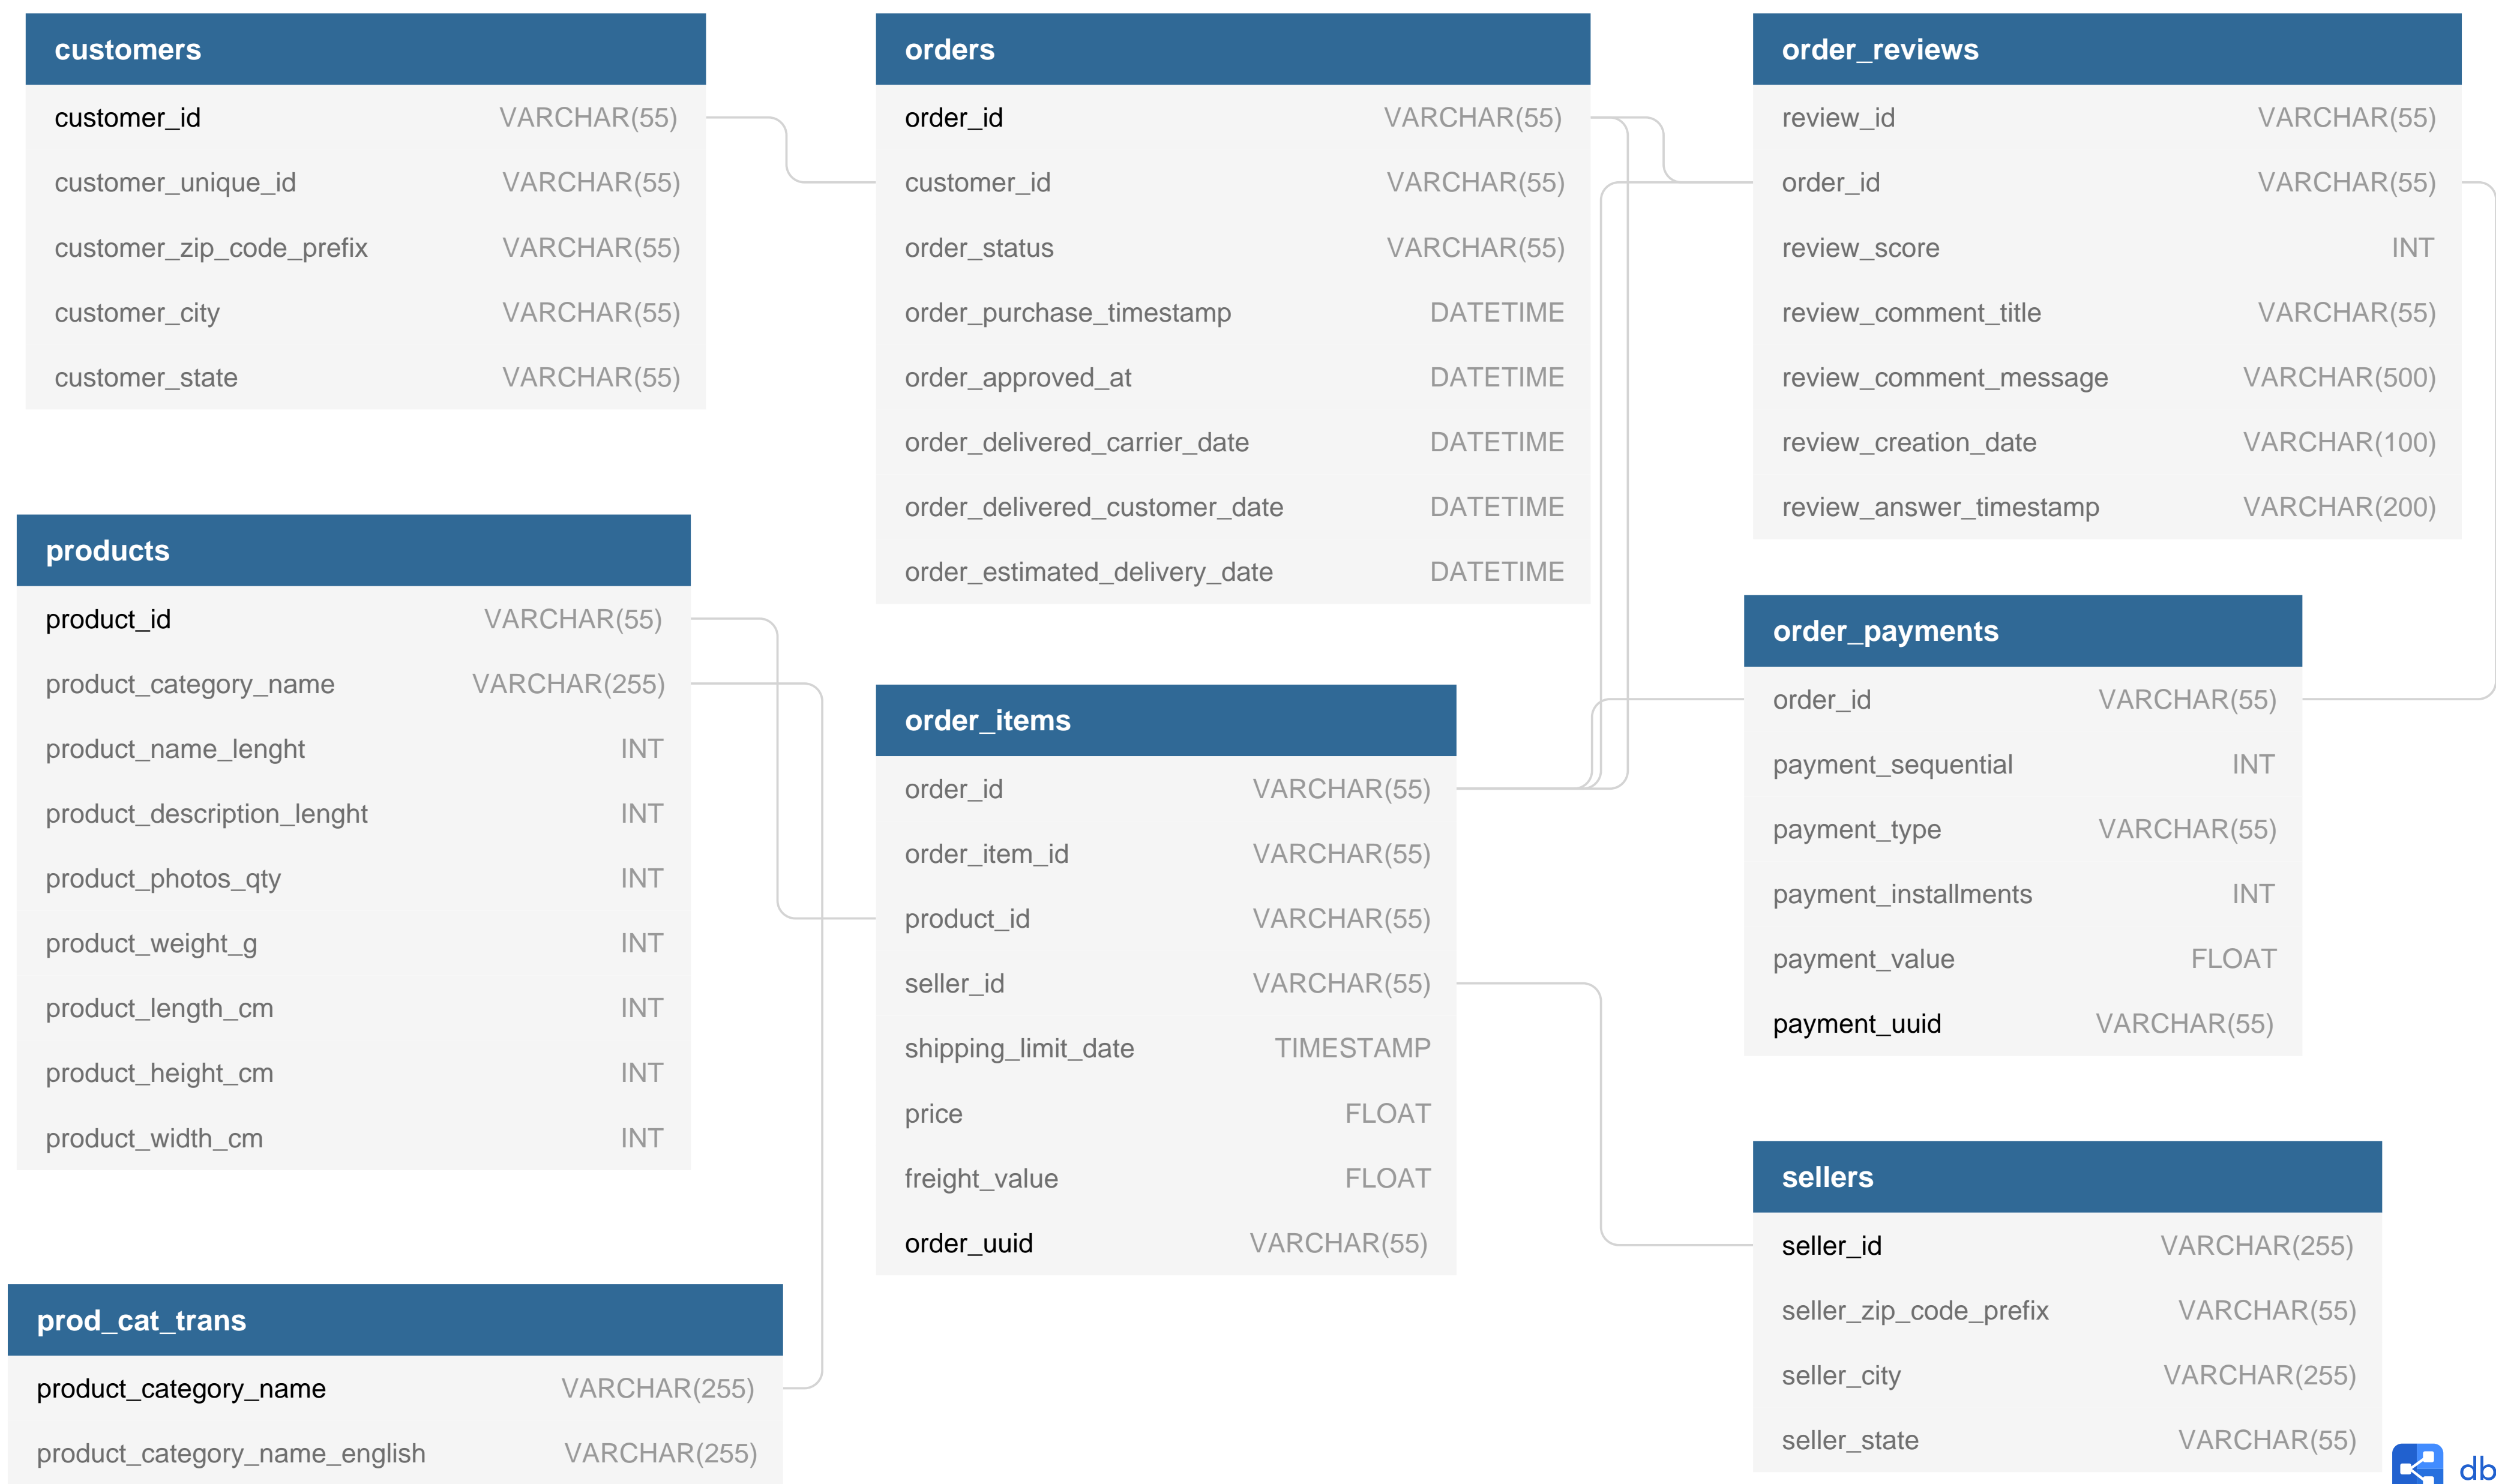 customers
customer_id VARCHAR(55)
customer_unique_id VARCHAR(55)
customer_zip_code_prefix VARCHAR(55)
customer_city VARCHAR(55)
customer_state VARCHAR(55)
orders
order_id VARCHAR(55)
customer_id VARCHAR(55)
order_status VARCHAR(55)
order_purchase_timestamp DATETIME
order_approved_at DATETIME
order_delivered_carrier_date DATETIME
order_delivered_customer_date DATETIME
order_estimated_delivery_date DATETIME
order_reviews
review_id VARCHAR(55)
order_id VARCHAR(55)
review_score INT
review_comment_title VARCHAR(55)
review_comment_message VARCHAR(500)
review_creation_date VARCHAR(100)
review_answer_timestamp VARCHAR(200)
products
product_id VARCHAR(55)
product_category_name VARCHAR(255)
product_name_lenght INT
product_description_lenght INT
product_photos_qty INT
product_weight_g INT
product_length_cm INT
product_height_cm INT
product_width_cm INT
order_items
order_id VARCHAR(55)
order_item_id VARCHAR(55)
product_id VARCHAR(55)
seller_id VARCHAR(55)
shipping_limit_date TIMESTAMP
price FLOAT
freight_value FLOAT
order_uuid VARCHAR(55)
order_payments
order_id VARCHAR(55)
payment_sequential INT
payment_type VARCHAR(55)
payment_installments INT
payment_value FLOAT
payment_uuid VARCHAR(55)
sellers
seller_id VARCHAR(255)
seller_zip_code_prefix VARCHAR(55)
seller_city VARCHAR(255)
seller_state VARCHAR(55)
prod_cat_trans
product_category_name VARCHAR(255)
product_category_name_english VARCHAR(255)
db